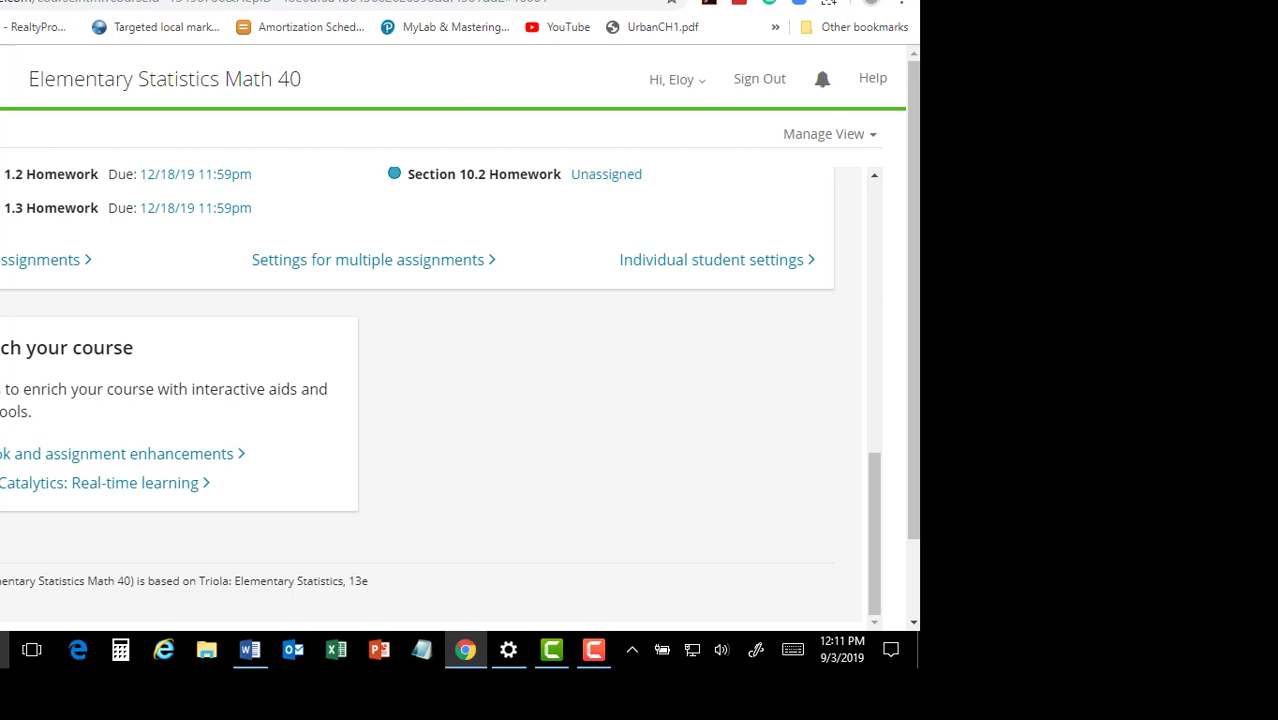 - RealtyPro...
Targeted local mark...
Amortization Sched...
MyLab & Mastering...
YouTube
UrbanCH1.pdf
»
Other bookmarks
Elementary Statistics Math 40
Hi, Eloy
Sign Out
Help
Manage View
1.2 Homework Due: 12/18/19 11:59pm
Section 10.2 Homework Unassigned
1.3 Homework Due: 12/18/19 11:59pm
ssignments >
Settings for multiple assignments >
Individual student settings >
ch your course
to enrich your course with interactive aids and
ools.
ok and assignment enhancements >
Catalytics: Real-time learning >
entary Statistics Math 40) is based on Triola: Elementary Statistics, 13e
12:11 PM
9/3/2019